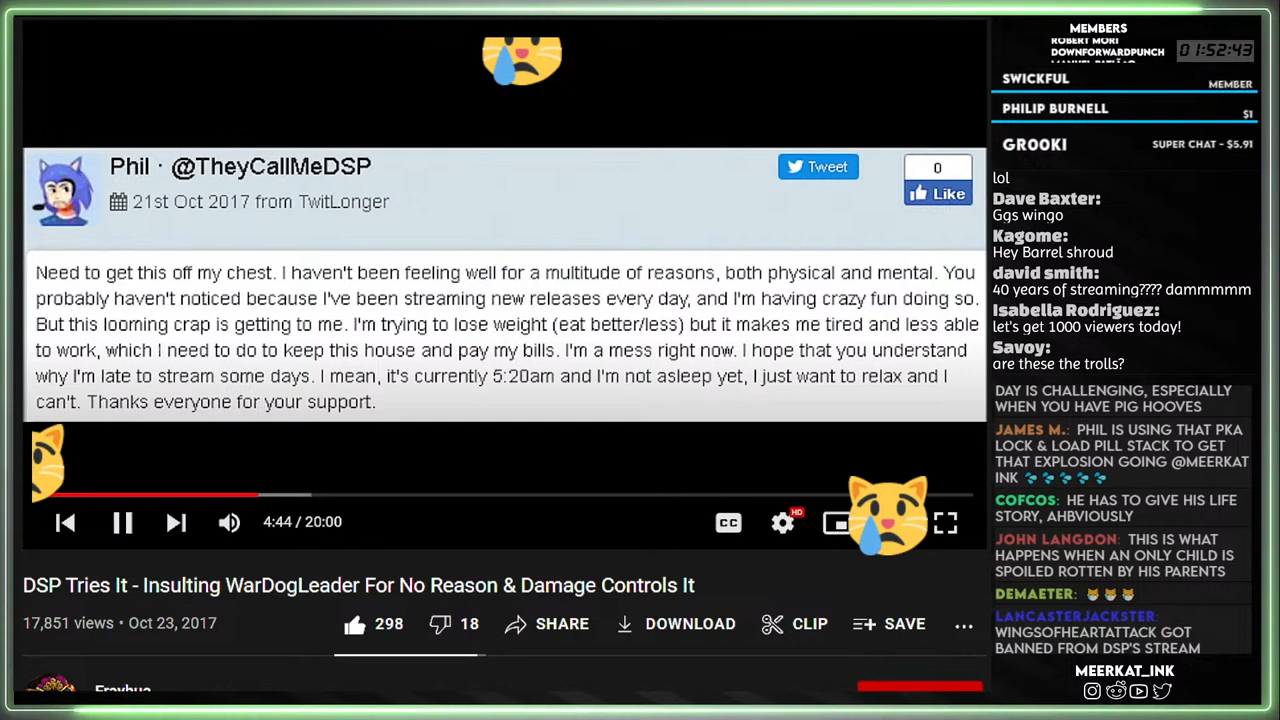 Phil · @TheyCallMeDSP
21st Oct 2017 from TwitLonger
Tweet
0
Like
Need to get this off my chest. I haven't been feeling well for a multitude of reasons, both physical and mental. You
probably haven't noticed because I've been streaming new releases every day, and I'm having crazy fun doing so.
But this looming crap is getting to me. I'm trying to lose weight (eat better/less) but it makes me tired and less able
to work, which I need to do to keep this house and pay my bills. I'm a mess right now. I hope that you understand
why I'm late to stream some days. I mean, it's currently 5:20am and I'm not asleep yet, I just want to relax and I
can't. Thanks everyone for your support.
4:44 / 20:00
CC
HD
DSP Tries It - Insulting WarDogLeader For No Reason & Damage Controls It
17,851 views • Oct 23, 2017
298
18
SHARE
DOWNLOAD
CLIP
SAVE
MEMBERS
ROBERT MORI
DOWNFORWARDPUNCH
01:52:43
SWICKFUL
MEMBER
PHILIP BURNELL
$1
GROOKI
SUPER CHAT - $5.91
lol
Dave Baxter:
Ggs wingo
Kagome:
Hey Barrel shroud
david smith:
40 years of streaming???? dammmmm
Isabella Rodriguez:
let's get 1000 viewers today!
Savoy:
are these the trolls?
DAY IS CHALLENGING, ESPECIALLY
WHEN YOU HAVE PIG HOOVES
JAMES M.: PHIL IS USING THAT PKA
LOCK & LOAD PILL STACK TO GET
THAT EXPLOSION GOING @MEERKAT
INK
COFCOS: HE HAS TO GIVE HIS LIFE
STORY, AHBVIOUSLY
JOHN LANGDON: THIS IS WHAT
HAPPENS WHEN AN ONLY CHILD IS
SPOILED ROTTEN BY HIS PARENTS
DEMAETER:
LANCASTERJACKSTER:
WINGSOFHEARTATTACK GOT
BANNED FROM DSP'S STREAM
MEERKAT_INK